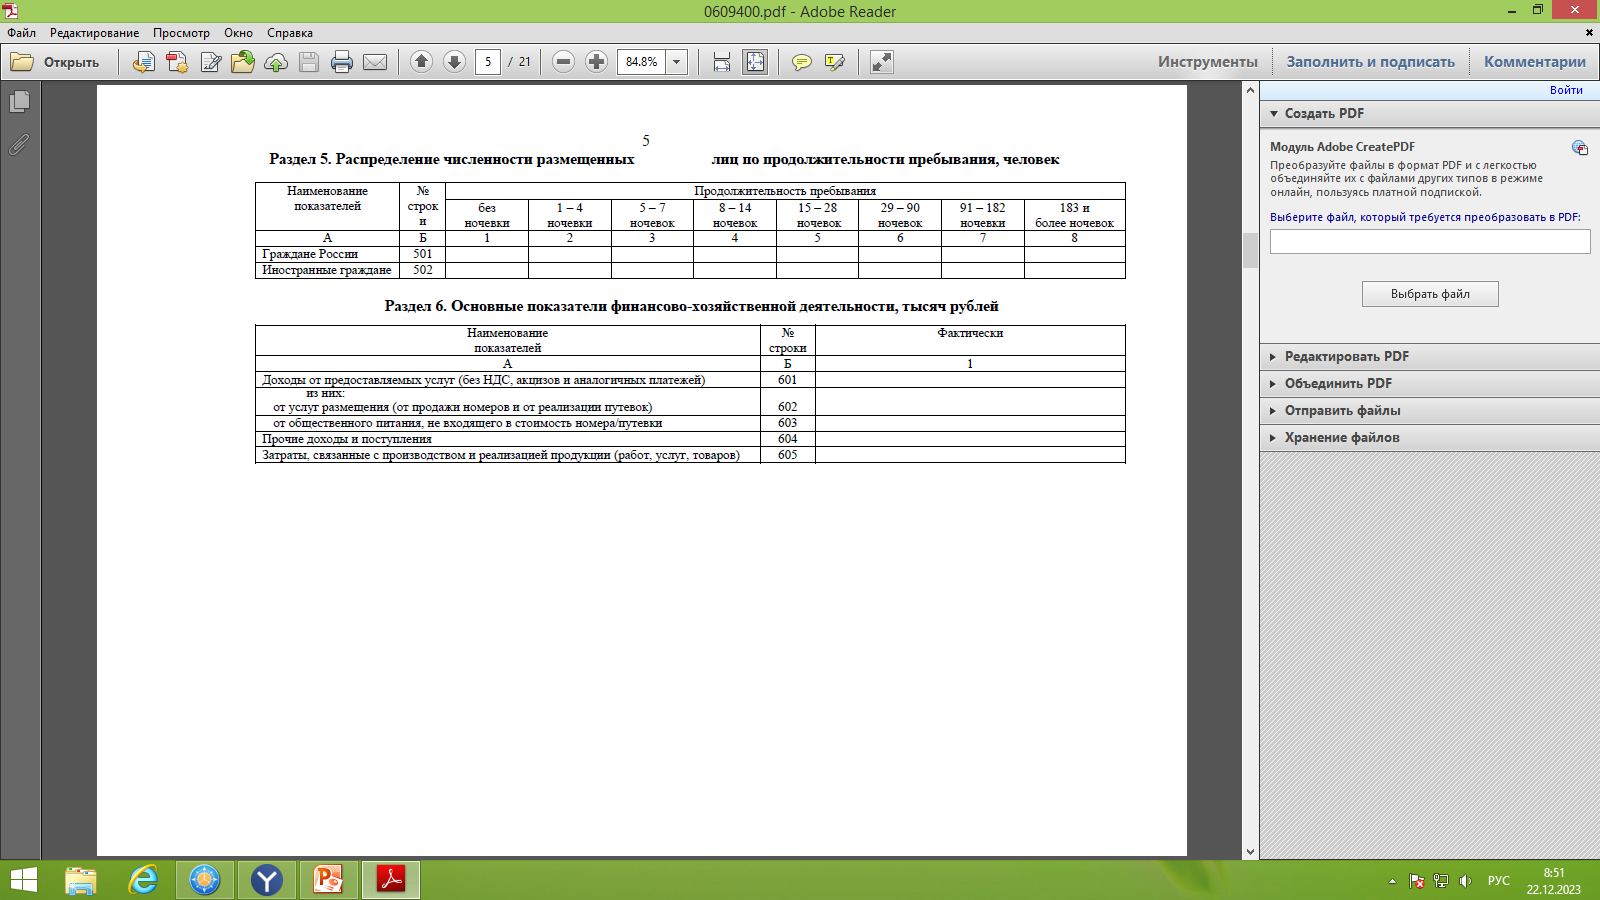 0609400.pdf - Adobe Reader
Файл Редактирование Просмотр Окно Справка
Открыть 5 / 21 84.8% Инструменты Заполнить и подписать Комментарии
5
Раздел 5. Распределение численности размещенных лиц по продолжительности пребывания, человек
Наименование показателей № строки Продолжительность пребывания
без ночевки 1 – 4 ночевки 5 – 7 ночевок 8 – 14 ночевок 15 – 28 ночевок 29 – 90 ночевок 91 – 182 ночевки 183 и более ночевок
А Б 1 2 3 4 5 6 7 8
Граждане России 501
Иностранные граждане 502
Раздел 6. Основные показатели финансово-хозяйственной деятельности, тысяч рублей
Наименование показателей № строки Фактически
А Б 1
Доходы от предоставляемых услуг (без НДС, акцизов и аналогичных платежей) 601
из них:
от услуг размещения (от продажи номеров и от реализации путевок) 602
от общественного питания, не входящего в стоимость номера/путевки 603
Прочие доходы и поступления 604
Затраты, связанные с производством и реализацией продукции (работ, услуг, товаров) 605
Войти
Создать PDF
Модуль Adobe CreatePDF
Преобразуйте файлы в формат PDF и с легкостью
объединяйте их с файлами других типов в режиме
онлайн, пользуясь платной подпиской.
Выберите файл, который требуется преобразовать в PDF:
Выбрать файл
Редактировать PDF
Объединить PDF
Отправить файлы
Хранение файлов
РУС
8:51
22.12.2023